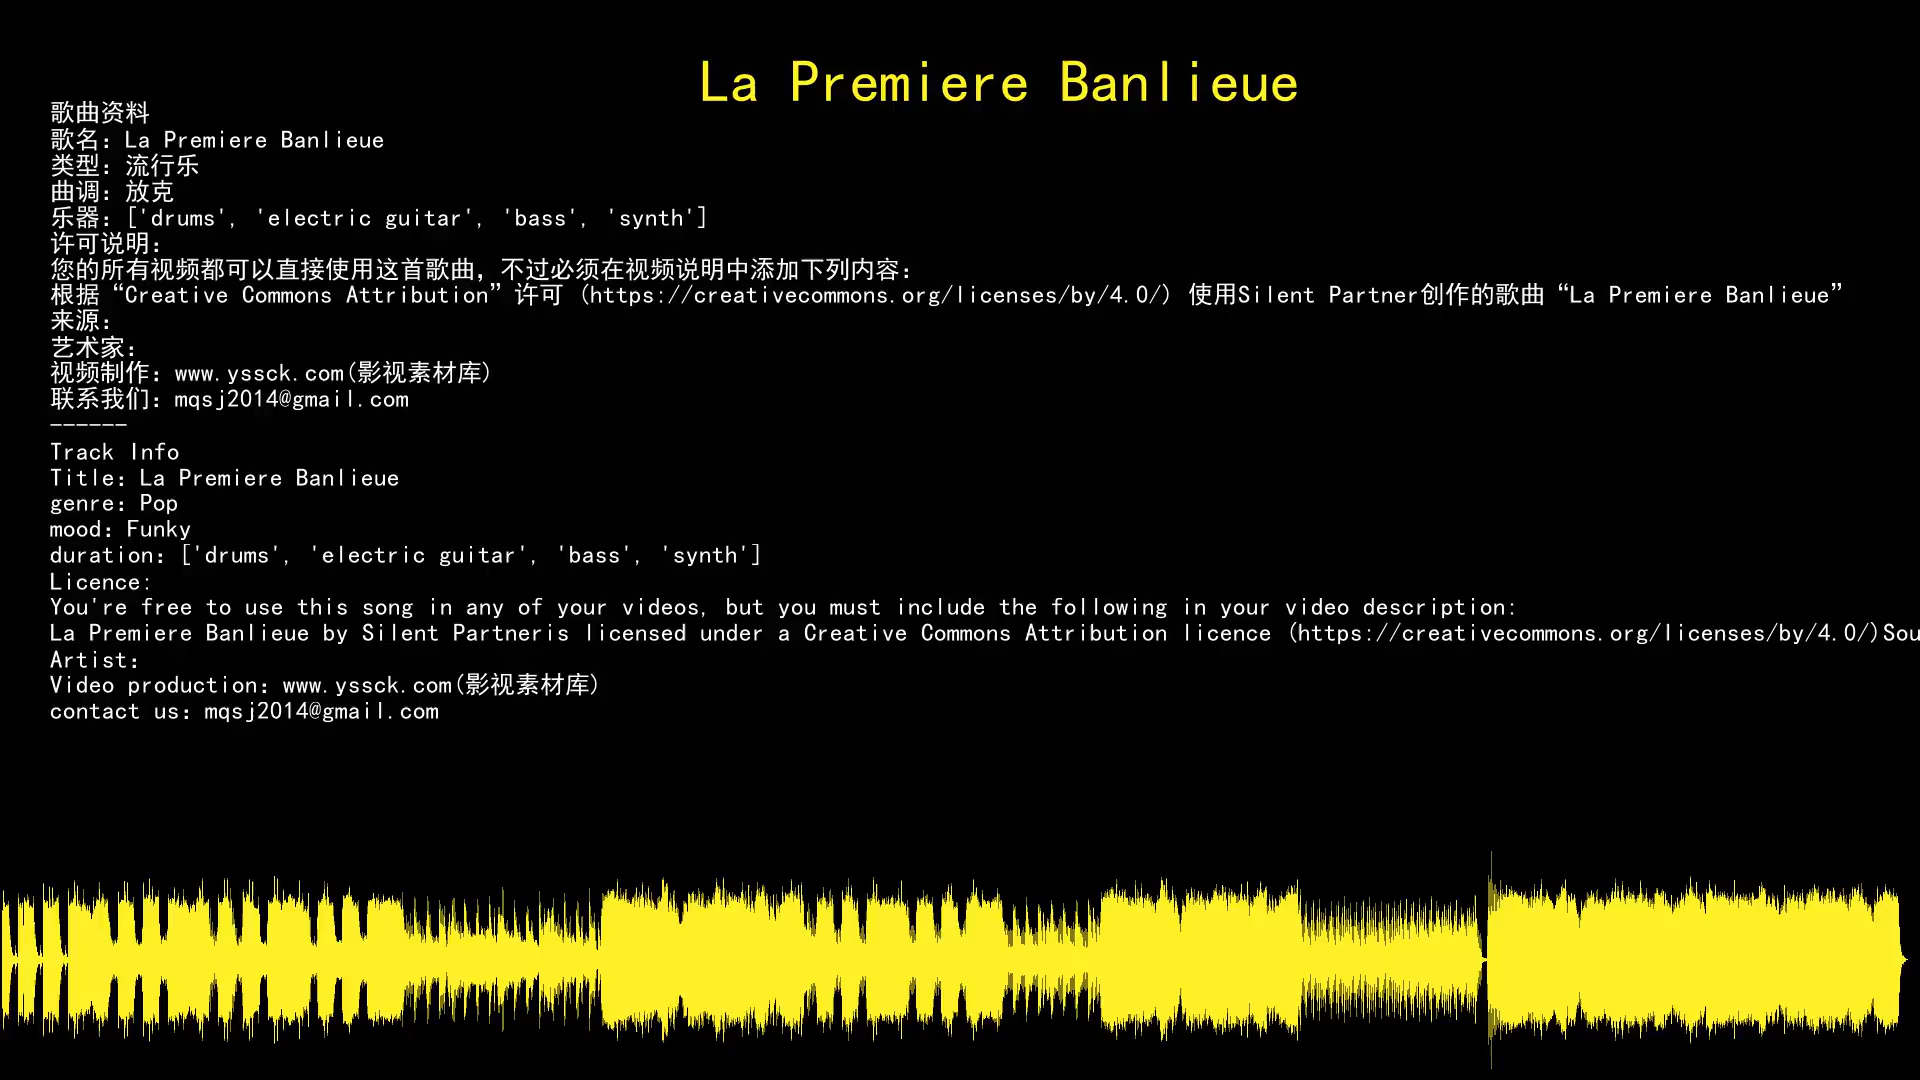 La Premiere Banlieue
歌曲资料
歌名：La Premiere Banlieue
类型：流行乐
曲调：放克
乐器：['drums', 'electric guitar', 'bass', 'synth']
许可说明：
您的所有视频都可以直接使用这首歌曲，不过必须在视频说明中添加下列内容：
根据“Creative Commons Attribution”许可 (https://creativecommons.org/licenses/by/4.0/) 使用Silent Partner创作的歌曲“La Premiere Banlieue”
来源：
艺术家：
视频制作：www.yssck.com(影视素材库)
联系我们：mqsj2014@gmail.com
------
Track Info
Title：La Premiere Banlieue
genre：Pop
mood：Funky
duration：['drums', 'electric guitar', 'bass', 'synth']
Licence:
You're free to use this song in any of your videos, but you must include the following in your video description:
La Premiere Banlieue by Silent Partneris licensed under a Creative Commons Attribution licence (https://creativecommons.org/licenses/by/4.0/)Sou
Artist：
Video production：www.yssck.com(影视素材库)
contact us：mqsj2014@gmail.com